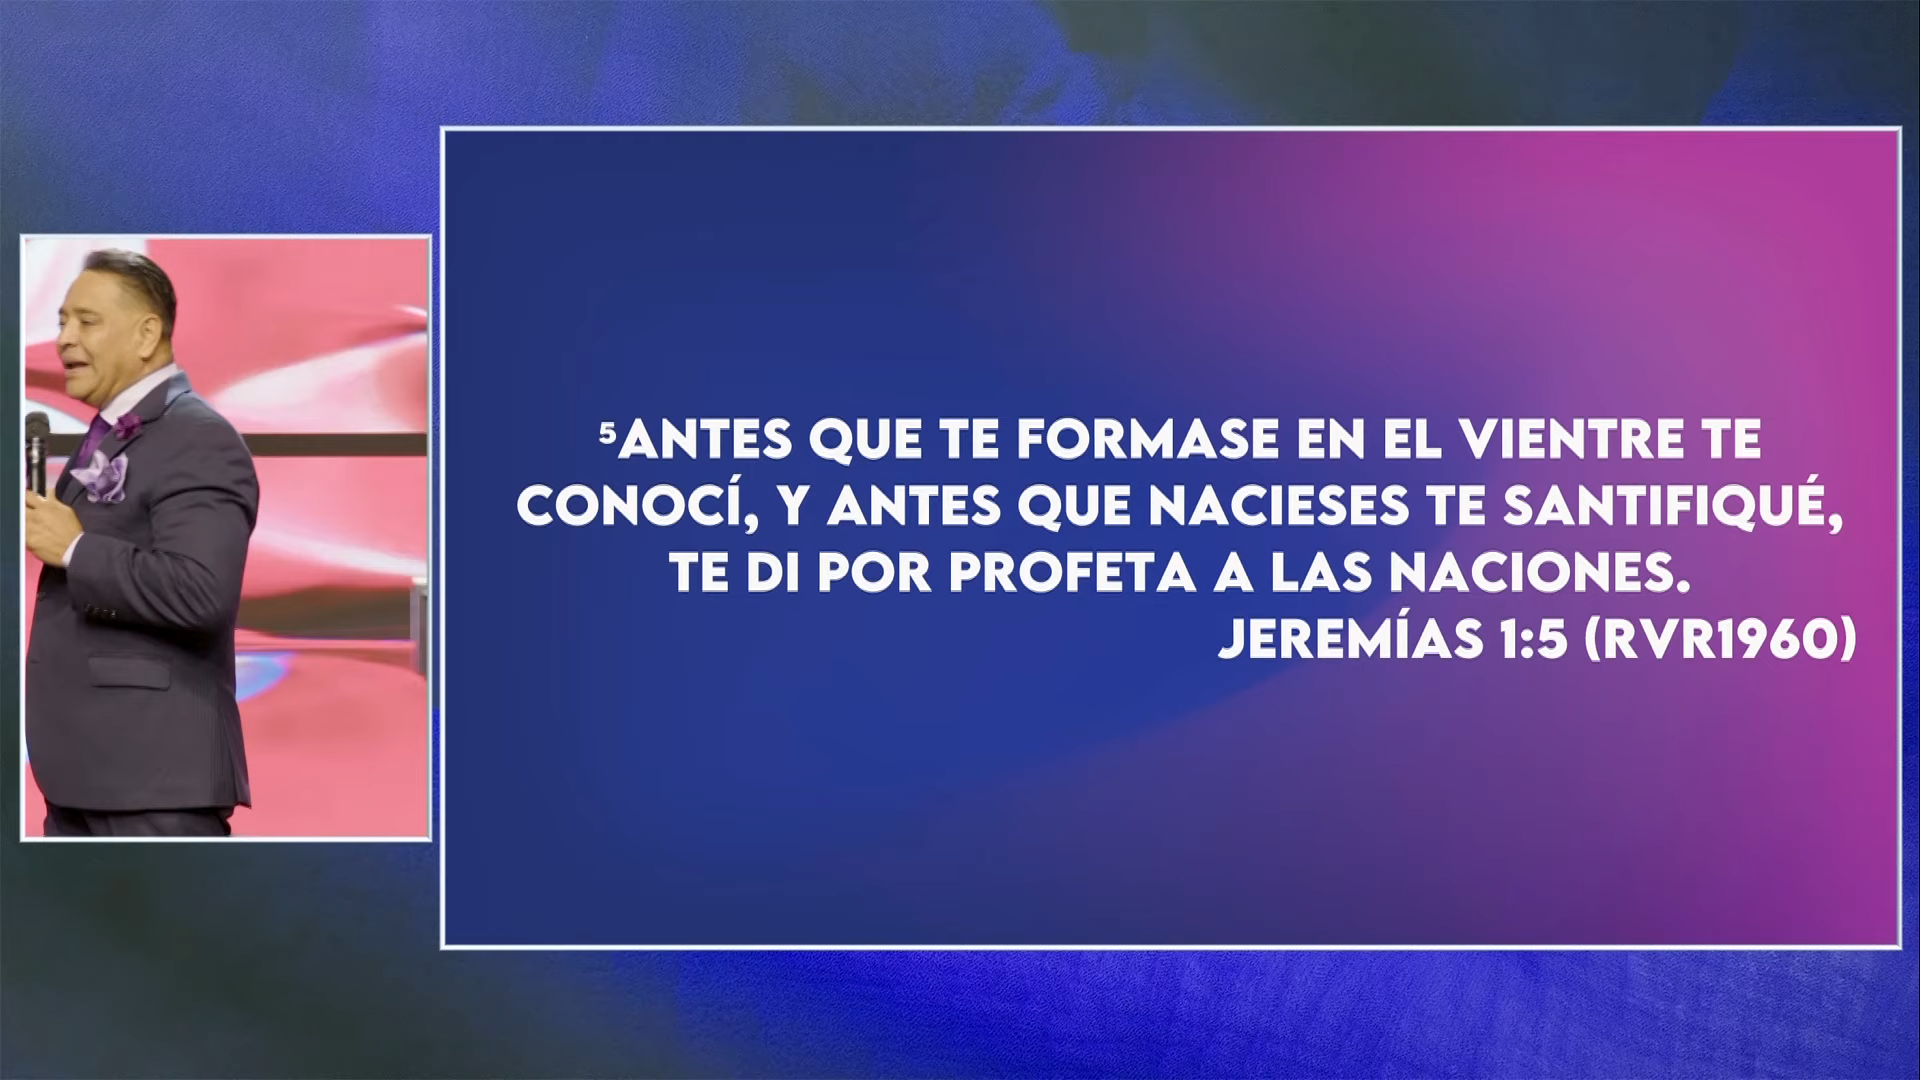 ⁵ANTES QUE TE FORMASE EN EL VIENTRE TE
CONOCÍ, Y ANTES QUE NACIESES TE SANTIFIQUÉ,
TE DI POR PROFETA A LAS NACIONES.
JEREMÍAS 1:5 (RVR1960)